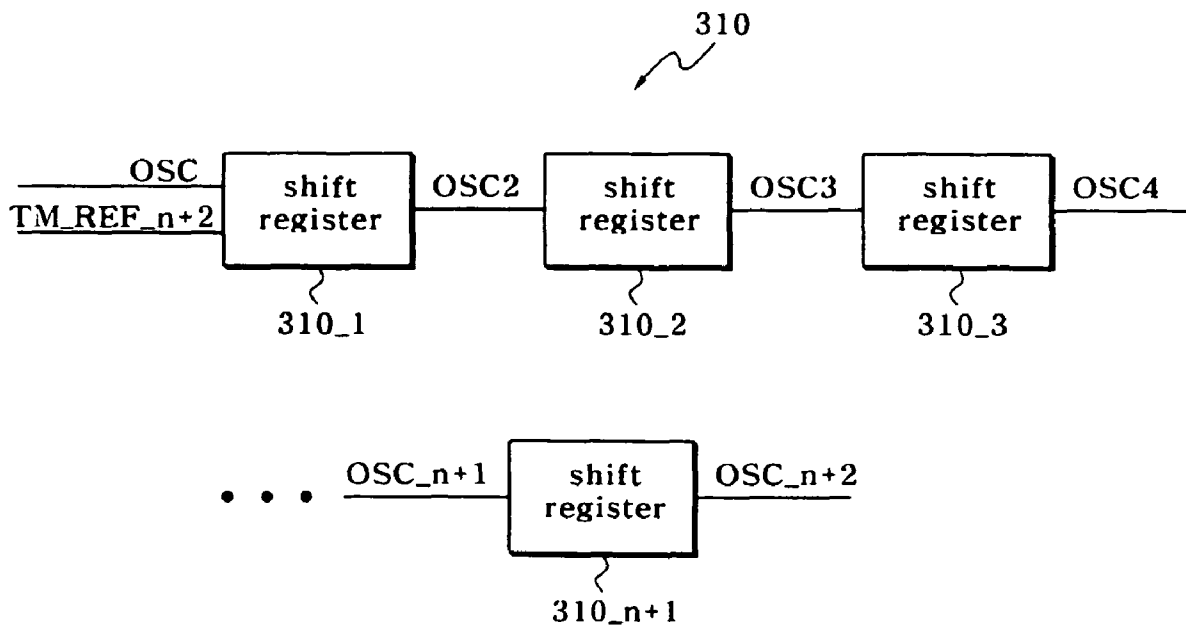 310
OSC
TM_REF_n+2
shift
register
OSC2
shift
register
OSC3
shift
register
OSC4
310_1
310_2
310_3
OSC_n+1
shift
register
OSC_n+2
310_n+1